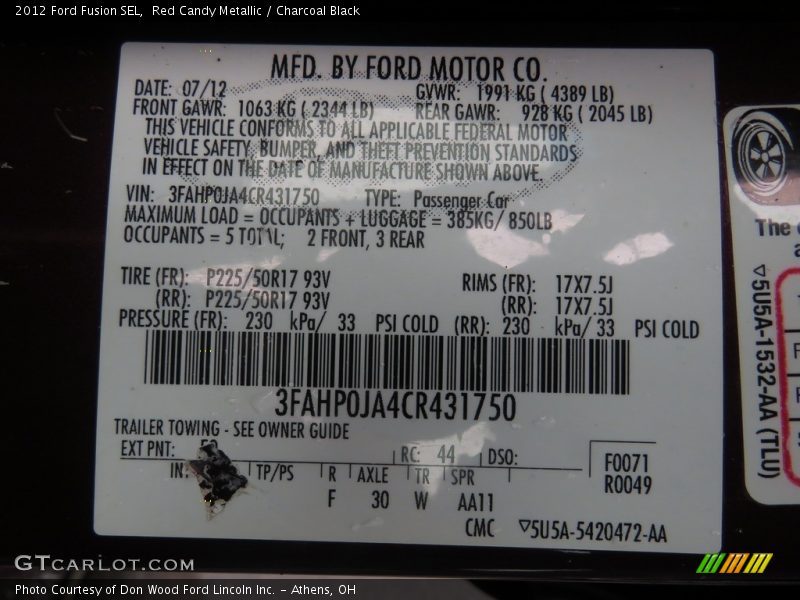 2012 Ford Fusion SEL, Red Candy Metallic / Charcoal Black
MFD. BY FORD MOTOR CO.
DATE: 07/12 GVWR: 1991 KG ( 4389 LB)
FRONT GAWR: 1063 KG ( 2344 LB) REAR GAWR: 928 KG ( 2045 LB)
THIS VEHICLE CONFORMS TO ALL APPLICABLE FEDERAL MOTOR
VEHICLE SAFETY, BUMPER, AND THEFT PREVENTION STANDARDS
IN EFFECT ON THE DATE OF MANUFACTURE SHOWN ABOVE.
VIN: 3FAHP0JA4CR431750 TYPE: Passenger Car
MAXIMUM LOAD = OCCUPANTS + LUGGAGE = 385KG/ 850LB
OCCUPANTS = 5 TOTAL; 2 FRONT, 3 REAR
TIRE (FR): P225/50R17 93V RIMS (FR): 17X7.5J
(RR): P225/50R17 93V (RR): 17X7.5J
PRESSURE (FR): 230 kPa/ 33 PSI COLD (RR): 230 kPa/ 33 PSI COLD
3FAHP0JA4CR431750
TRAILER TOWING - SEE OWNER GUIDE
EXT PNT: RC: 44 DSO: F0071
IN: TP/PS R AXLE TR SPR R0049
F 30 W AA11
CMC ▽5U5A-5420472-AA
The
▽5U5A-1532-AA (TLU)
GTCARLOT.COM
Photo Courtesy of Don Wood Ford Lincoln Inc. - Athens, OH